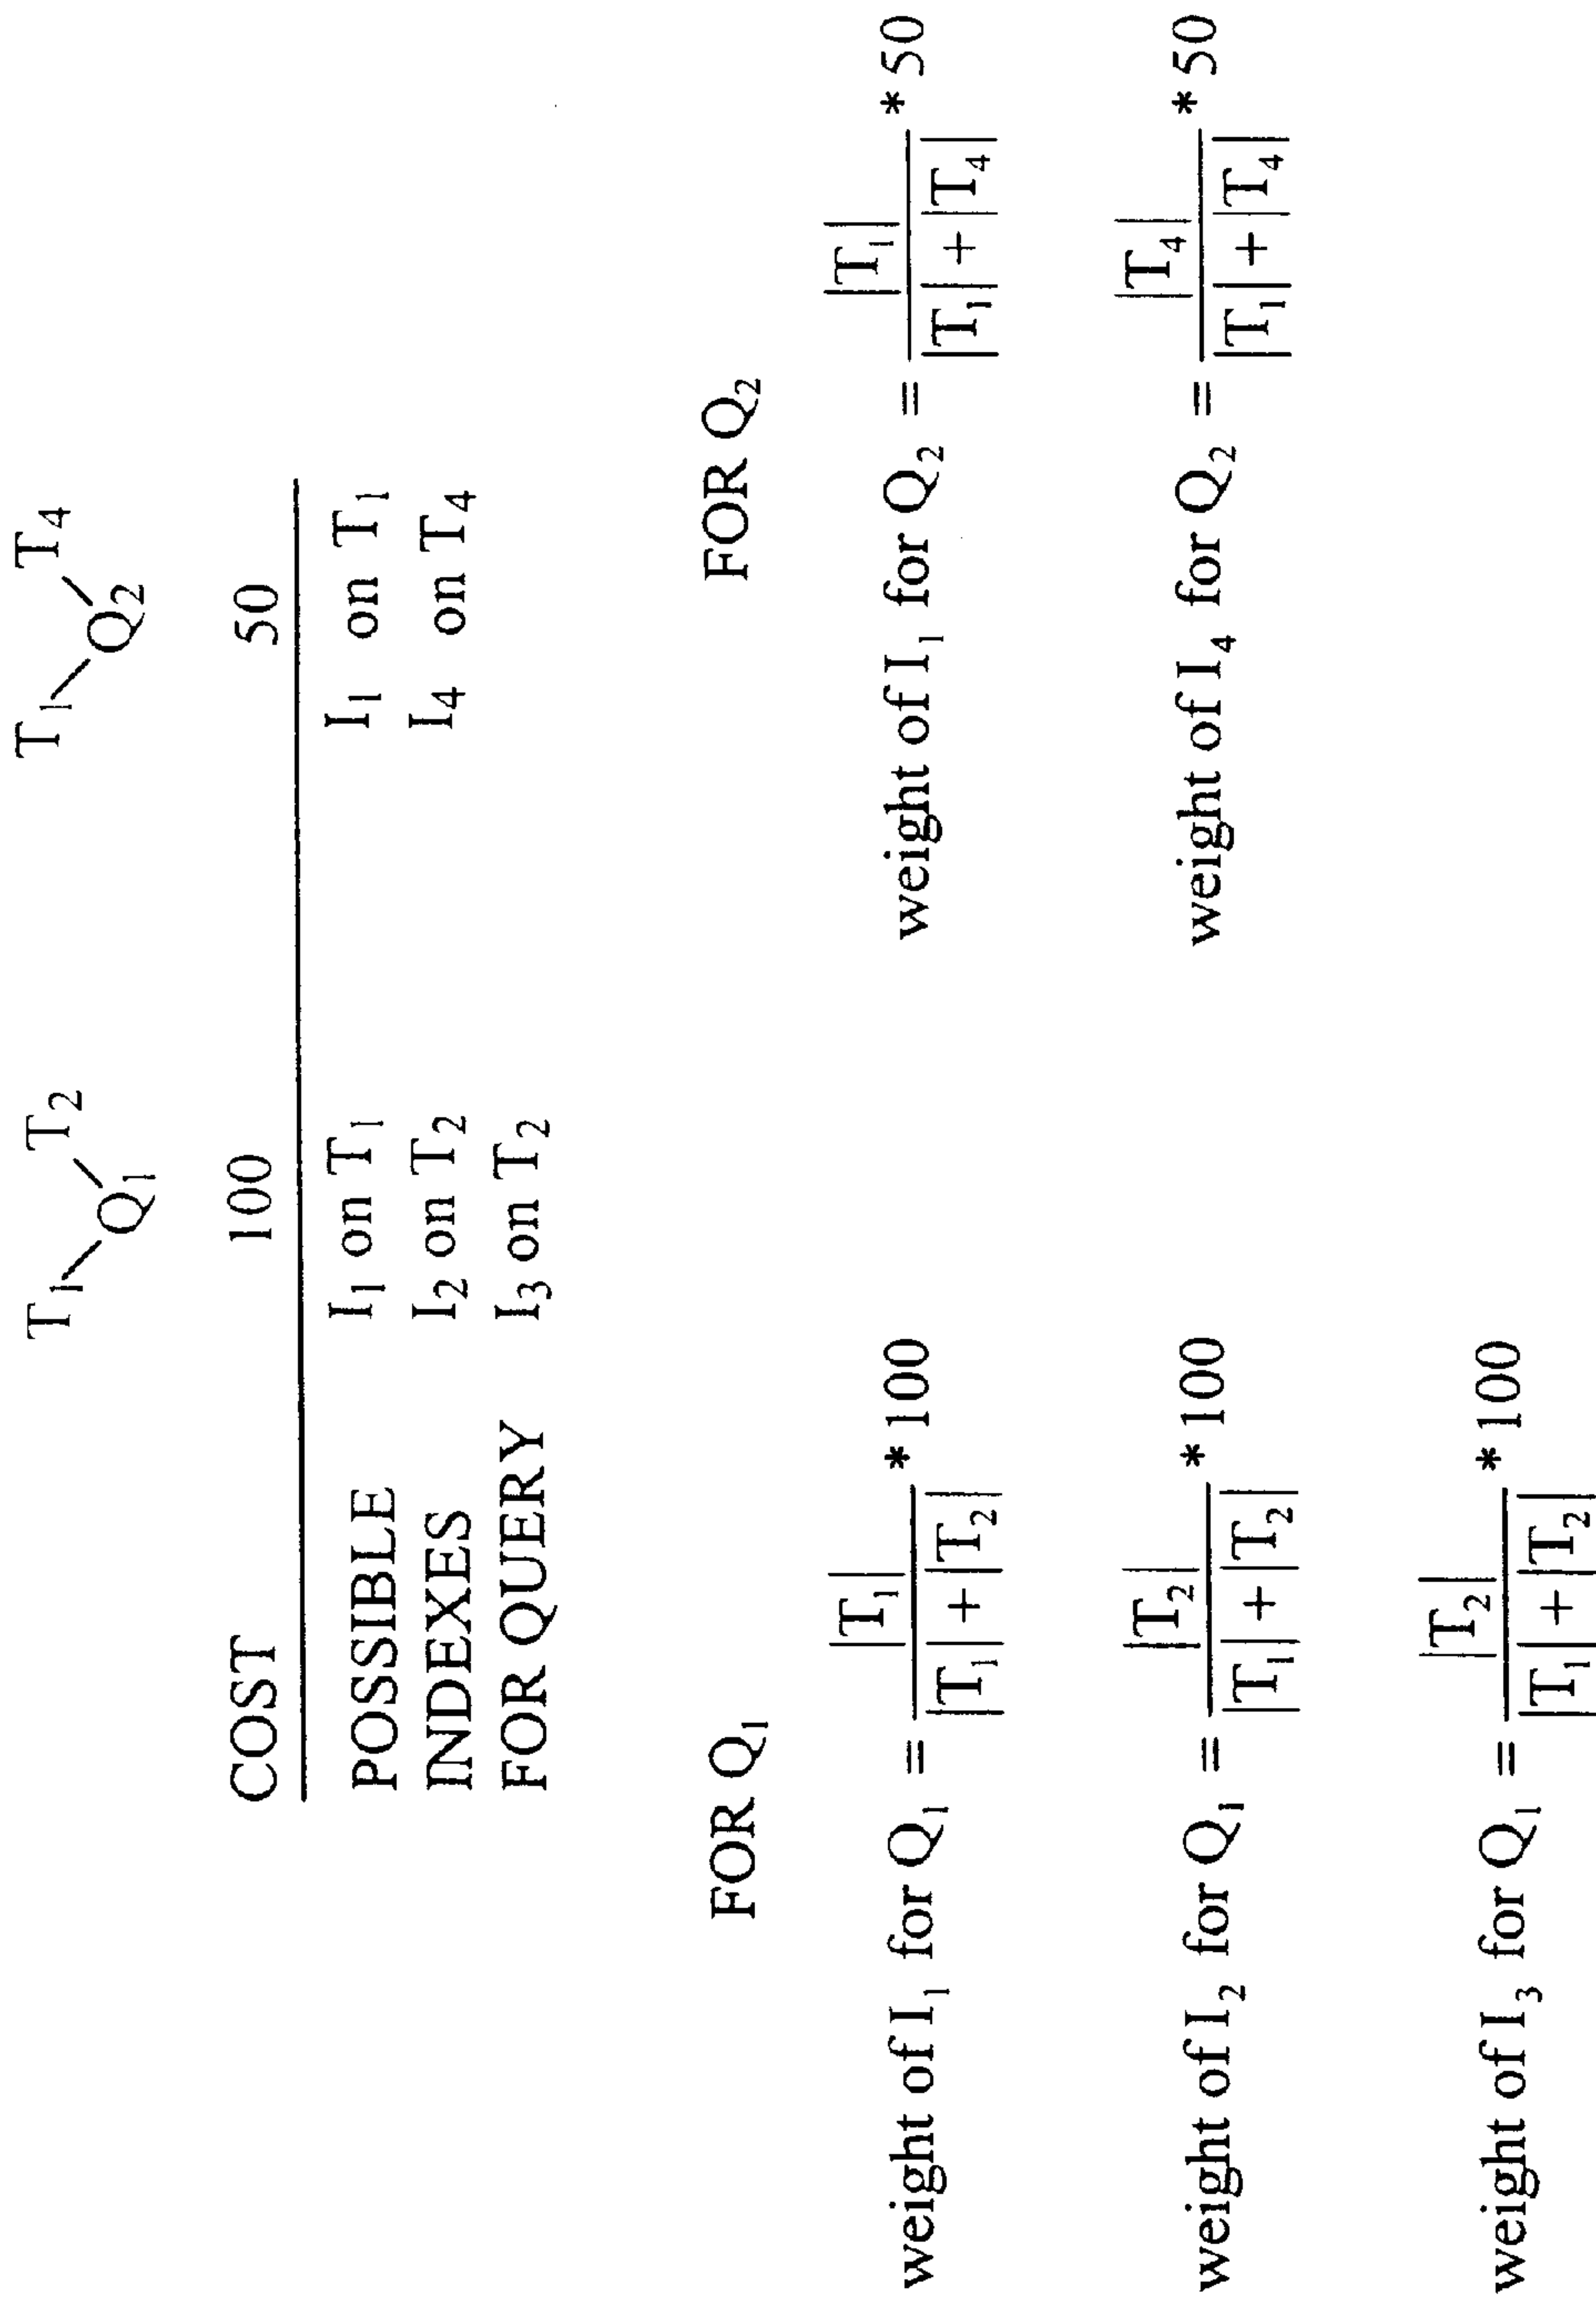 T₁ T₂ T₁ T₄
Q₁ Q₂
COST 100 50
POSSIBLE I₁ on T₁ I₁ on T₁
INDEXES I₂ on T₂ I₄ on T₄
FOR QUERY I₃ on T₂
FOR Q₁ FOR Q₂
weight of I₁ for Q₁ = |T₁| / |T₁| + |T₂| * 100
weight of I₁ for Q₂ = |T₁| / |T₁| + |T₄| * 50
weight of I₂ for Q₁ = |T₂| / |T₁| + |T₂| * 100
weight of I₄ for Q₂ = |T₄| / |T₁| + |T₄| * 50
weight of I₃ for Q₁ = |T₂| / |T₁| + |T₂| * 100